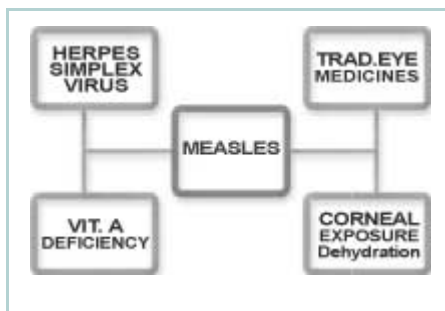 HERPES
SIMPLEX
VIRUS
TRAD.EYE
MEDICINES
MEASLES
VIT. A
DEFICIENCY
CORNEAL
EXPOSURE
Dehydration